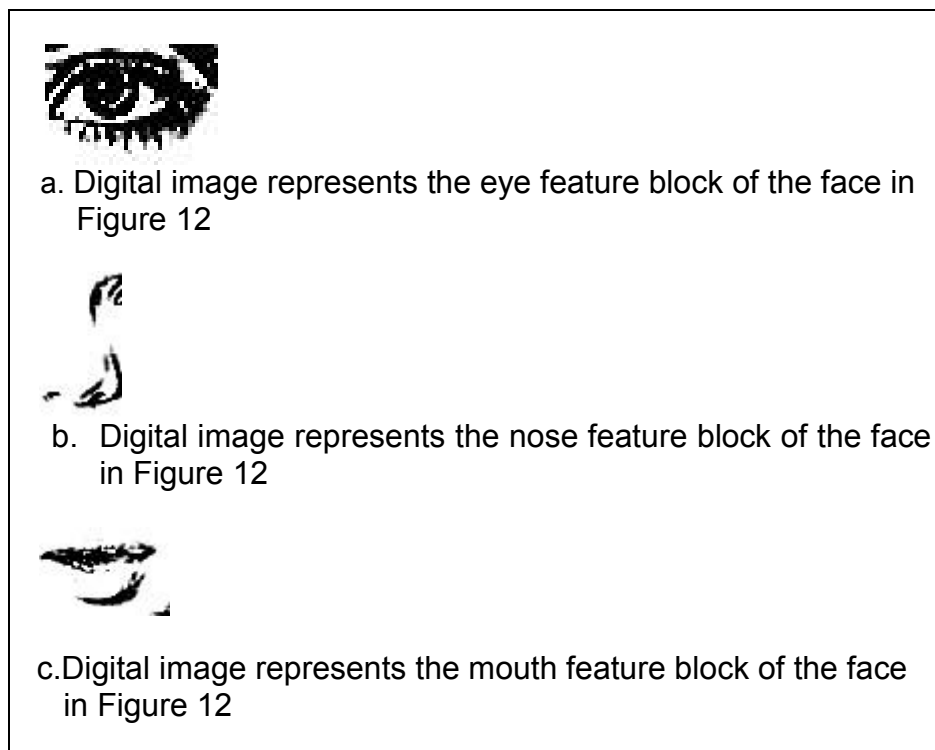 a. Digital image represents the eye feature block of the face in
Figure 12
b. Digital image represents the nose feature block of the face
in Figure 12
c.Digital image represents the mouth feature block of the face
in Figure 12